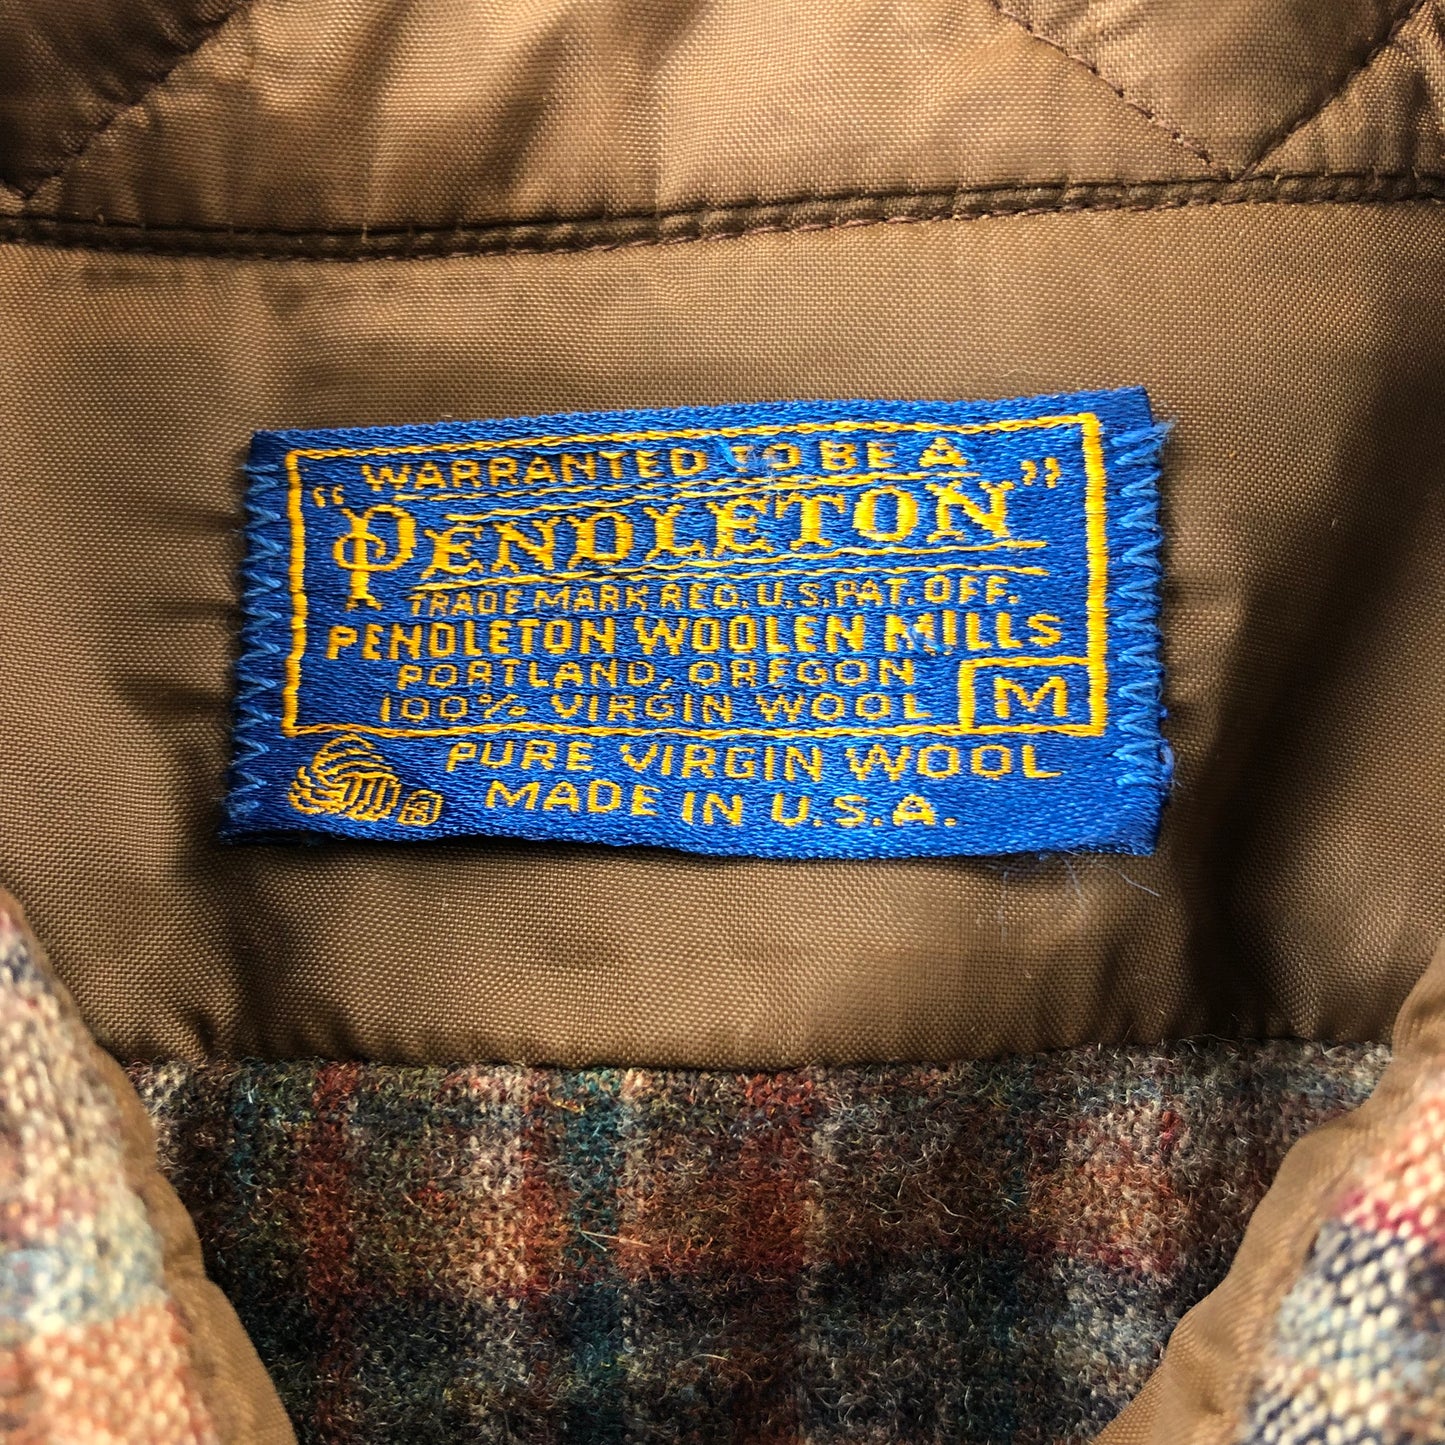 WARRANTED TO BE A
"PENDLETON"
TRADE MARK REG. U.S. PAT. OFF.
PENDLETON WOOLEN MILLS
PORTLAND, OREGON
100% VIRGIN WOOL M
PURE VIRGIN WOOL
MADE IN U.S.A.